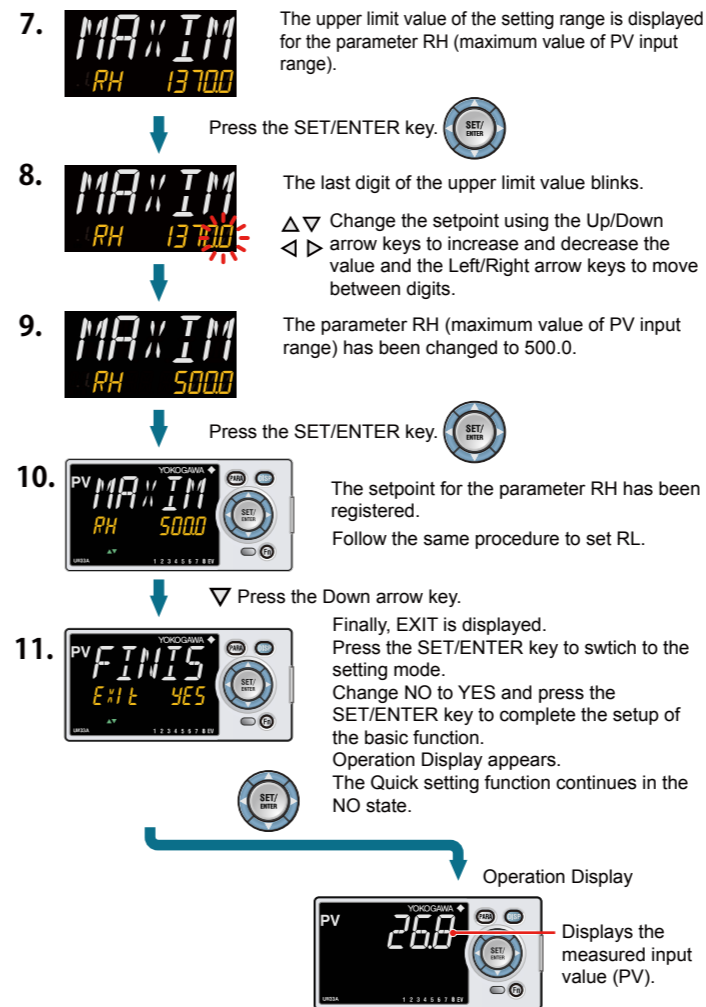 7.
MAXIM
RH 1370.0
The upper limit value of the setting range is displayed
for the parameter RH (maximum value of PV input
range).
Press the SET/ENTER key.
SET/
ENTER
8.
MAXIM
RH 1370.0
The last digit of the upper limit value blinks.
△ ▽ Change the setpoint using the Up/Down
◁ ▷ arrow keys to increase and decrease the
value and the Left/Right arrow keys to move
between digits.
9.
MAXIM
RH 500.0
The parameter RH (maximum value of PV input
range) has been changed to 500.0.
Press the SET/ENTER key.
SET/
ENTER
10.
YOKOGAWA
PV MAXIM
RH 500.0
UM33A
1 2 3 4 5 6 7 8 EV
PARA
DISP
SET/
ENTER
Fn
The setpoint for the parameter RH has been
registered.
Follow the same procedure to set RL.
▽ Press the Down arrow key.
11.
YOKOGAWA
PV FINIS
EXIT YES
UM33A
1 2 3 4 5 6 7 8 EV
PARA
DISP
SET/
ENTER
Fn
Finally, EXIT is displayed.
Press the SET/ENTER key to swtich to the
setting mode.
Change NO to YES and press the
SET/ENTER key to complete the setup of
the basic function.
Operation Display appears.
The Quick setting function continues in the
NO state.
SET/
ENTER
Operation Display
YOKOGAWA
PV 26.8
UM33A
1 2 3 4 5 6 7 8 EV
PARA
DISP
SET/
ENTER
Fn
Displays the
measured input
value (PV).